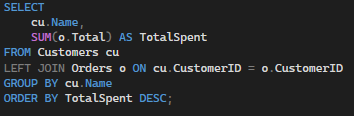 SELECT
    cu.Name,
    SUM(o.Total) AS TotalSpent
FROM Customers cu
LEFT JOIN Orders o ON cu.CustomerID = o.CustomerID
GROUP BY cu.Name
ORDER BY TotalSpent DESC;